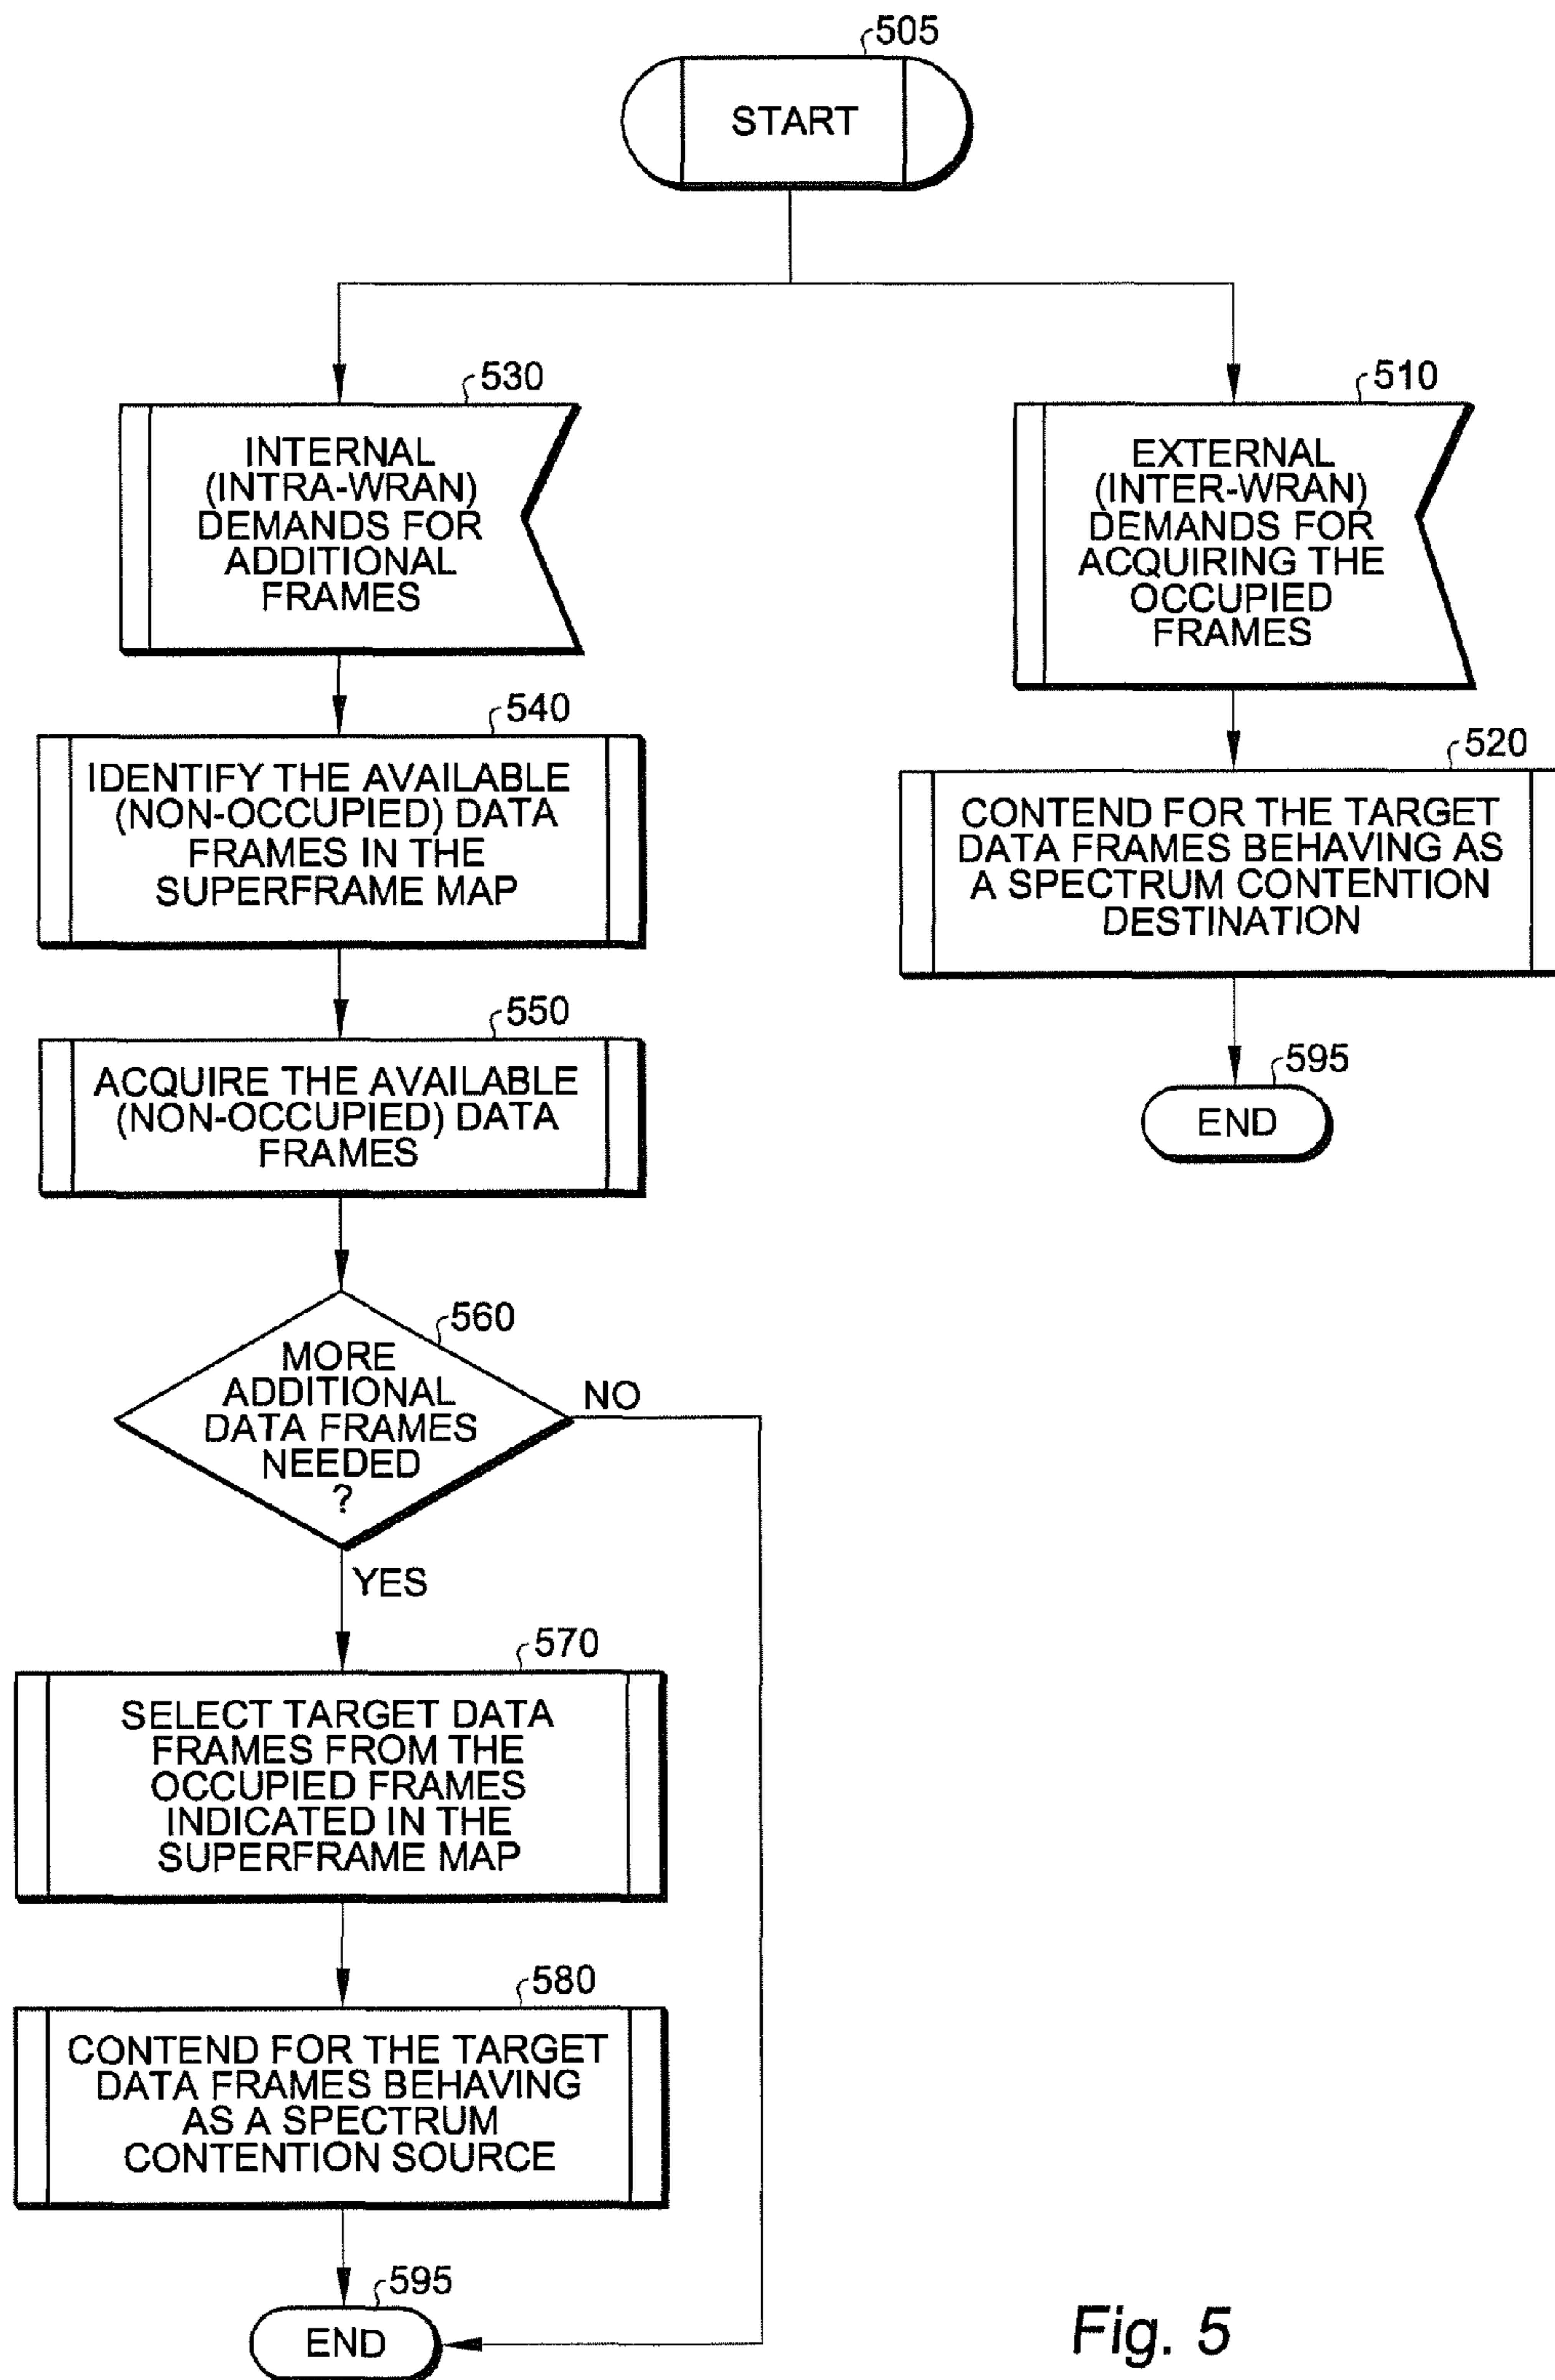 505
START
530
INTERNAL
(INTRA-WRAN)
DEMANDS FOR
ADDITIONAL
FRAMES
510
EXTERNAL
(INTER-WRAN)
DEMANDS FOR
ACQUIRING THE
OCCUPIED
FRAMES
540
IDENTIFY THE AVAILABLE
(NON-OCCUPIED) DATA
FRAMES IN THE
SUPERFRAME MAP
520
CONTEND FOR THE TARGET
DATA FRAMES BEHAVING AS
A SPECTRUM CONTENTION
DESTINATION
550
ACQUIRE THE AVAILABLE
(NON-OCCUPIED) DATA
FRAMES
595
END
560
MORE
ADDITIONAL
DATA FRAMES
NEEDED
?
NO
YES
570
SELECT TARGET DATA
FRAMES FROM THE
OCCUPIED FRAMES
INDICATED IN THE
SUPERFRAME MAP
580
CONTEND FOR THE TARGET
DATA FRAMES BEHAVING
AS A SPECTRUM
CONTENTION SOURCE
595
END
Fig. 5